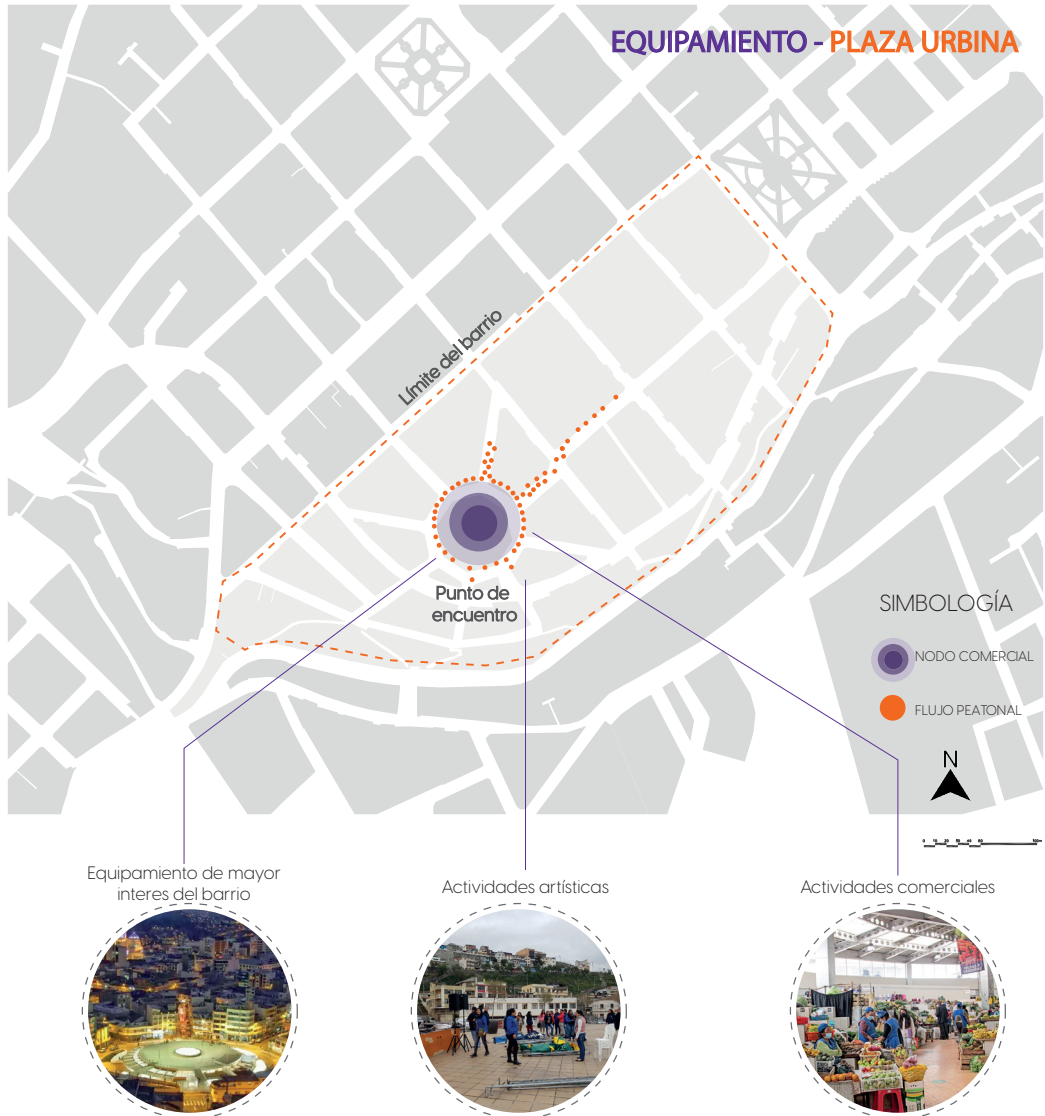 EQUIPAMIENTO - PLAZA URBINA
Límite del barrio
Punto de
encuentro
SIMBOLOGÍA
NODO COMERCIAL
FLUJO PEATONAL
N
Equipamiento de mayor
interes del barrio
Actividades artísticas
Actividades comerciales